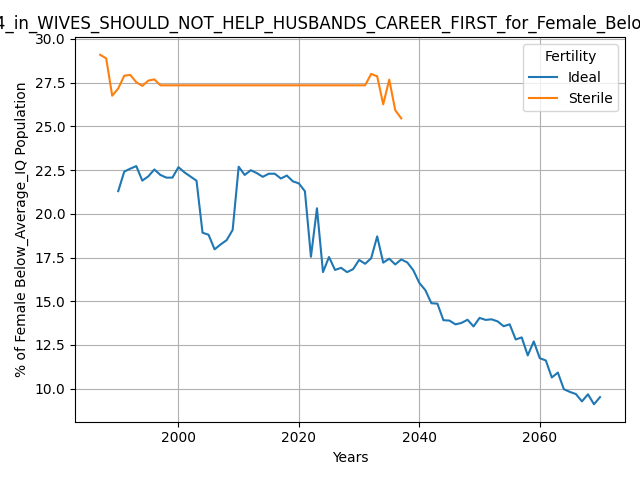 4_in_WIVES_SHOULD_NOT_HELP_HUSBANDS_CAREER_FIRST_for_Female_Belo
Fertility
Ideal
Sterile
% of Female Below_Average_IQ Population
30.0
27.5
25.0
22.5
20.0
17.5
15.0
12.5
10.0
2000
2020
2040
2060
Years